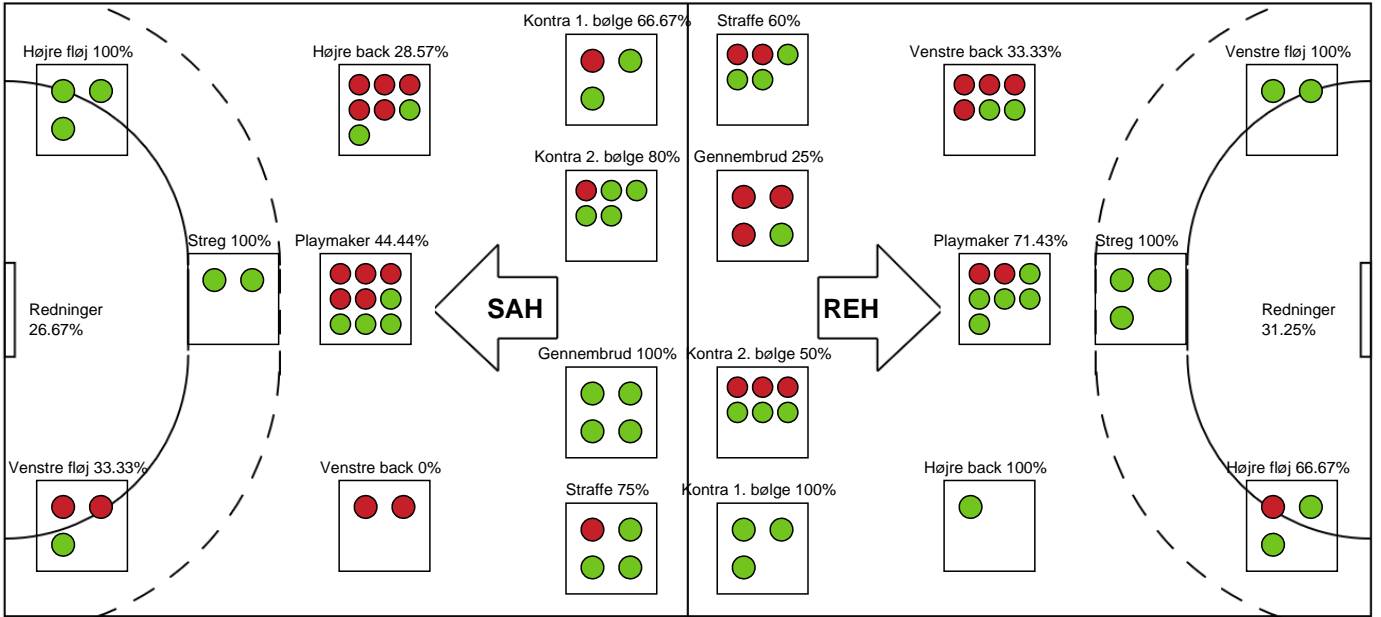 Kontra 1. bølge 66.67%
Straffe 60%
Højre fløj 100%
Højre back 28.57%
Venstre back 33.33%
Venstre fløj 100%
Kontra 2. bølge 80%
Gennembrud 25%
Streg 100%
Playmaker 44.44%
Playmaker 71.43%
Streg 100%
Redninger
26.67%
SAH
REH
Redninger
31.25%
Gennembrud 100%
Kontra 2. bølge 50%
Venstre fløj 33.33%
Venstre back 0%
Højre back 100%
Højre fløj 66.67%
Straffe 75%
Kontra 1. bølge 100%